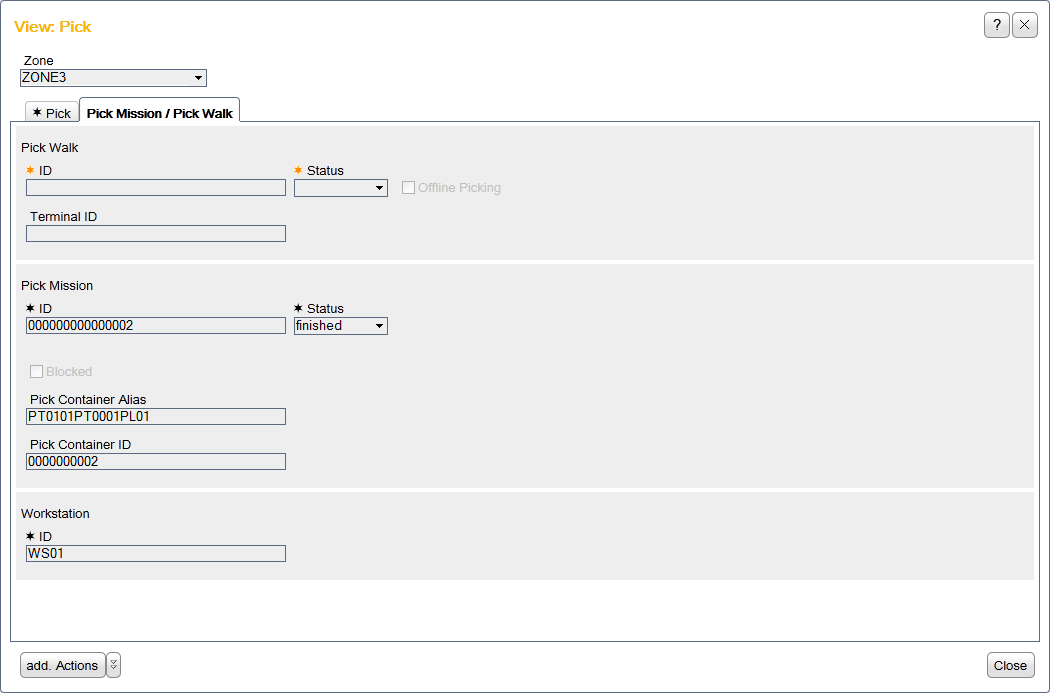 View: Pick
?
Zone
ZONE3
✶ Pick
Pick Mission / Pick Walk
Pick Walk
✶ ID
✶ Status
Offline Picking
Terminal ID
Pick Mission
✶ ID
✶ Status
000000000000002
finished
Blocked
Pick Container Alias
PT0101PT0001PL01
Pick Container ID
0000000002
Workstation
✶ ID
WS01
add. Actions
Close